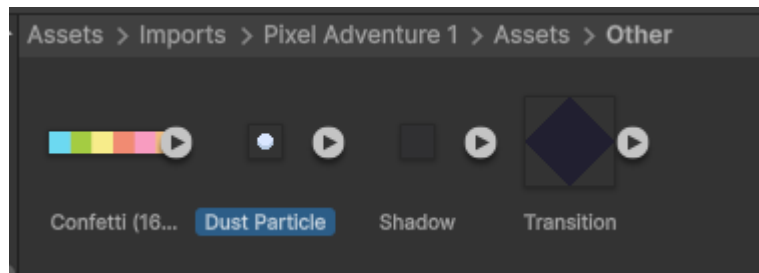 Assets > Imports > Pixel Adventure 1 > Assets > Other
Confetti (16... Dust Particle Shadow Transition